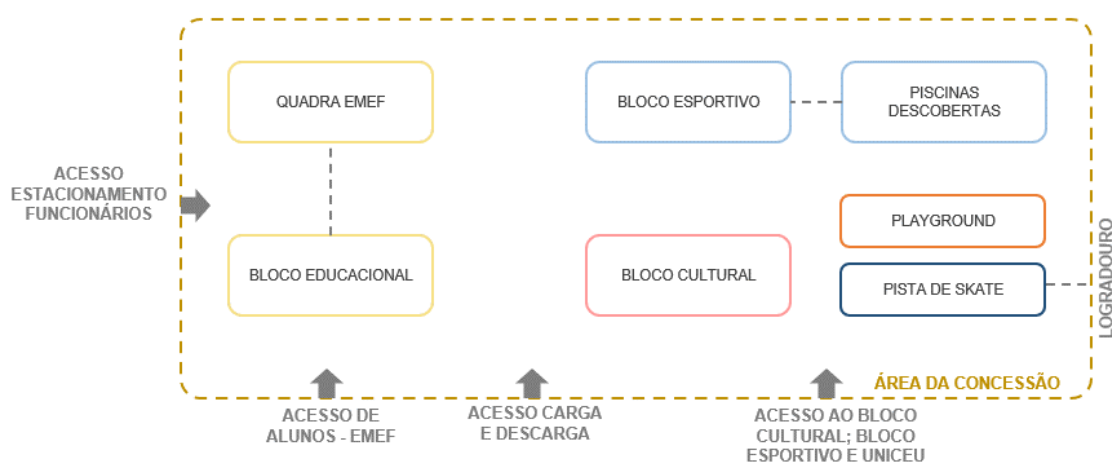 QUADRA EMEF
BLOCO ESPORTIVO
PISCINAS
DESCOBERTAS
ACESSO
ESTACIONAMENTO
FUNCIONÁRIOS
PLAYGROUND
BLOCO EDUCACIONAL
BLOCO CULTURAL
PISTA DE SKATE
LOGRADOURO
ÁREA DA CONCESSÃO
ACESSO DE
ALUNOS - EMEF
ACESSO CARGA
E DESCARGA
ACESSO AO BLOCO
CULTURAL; BLOCO
ESPORTIVO E UNICEU